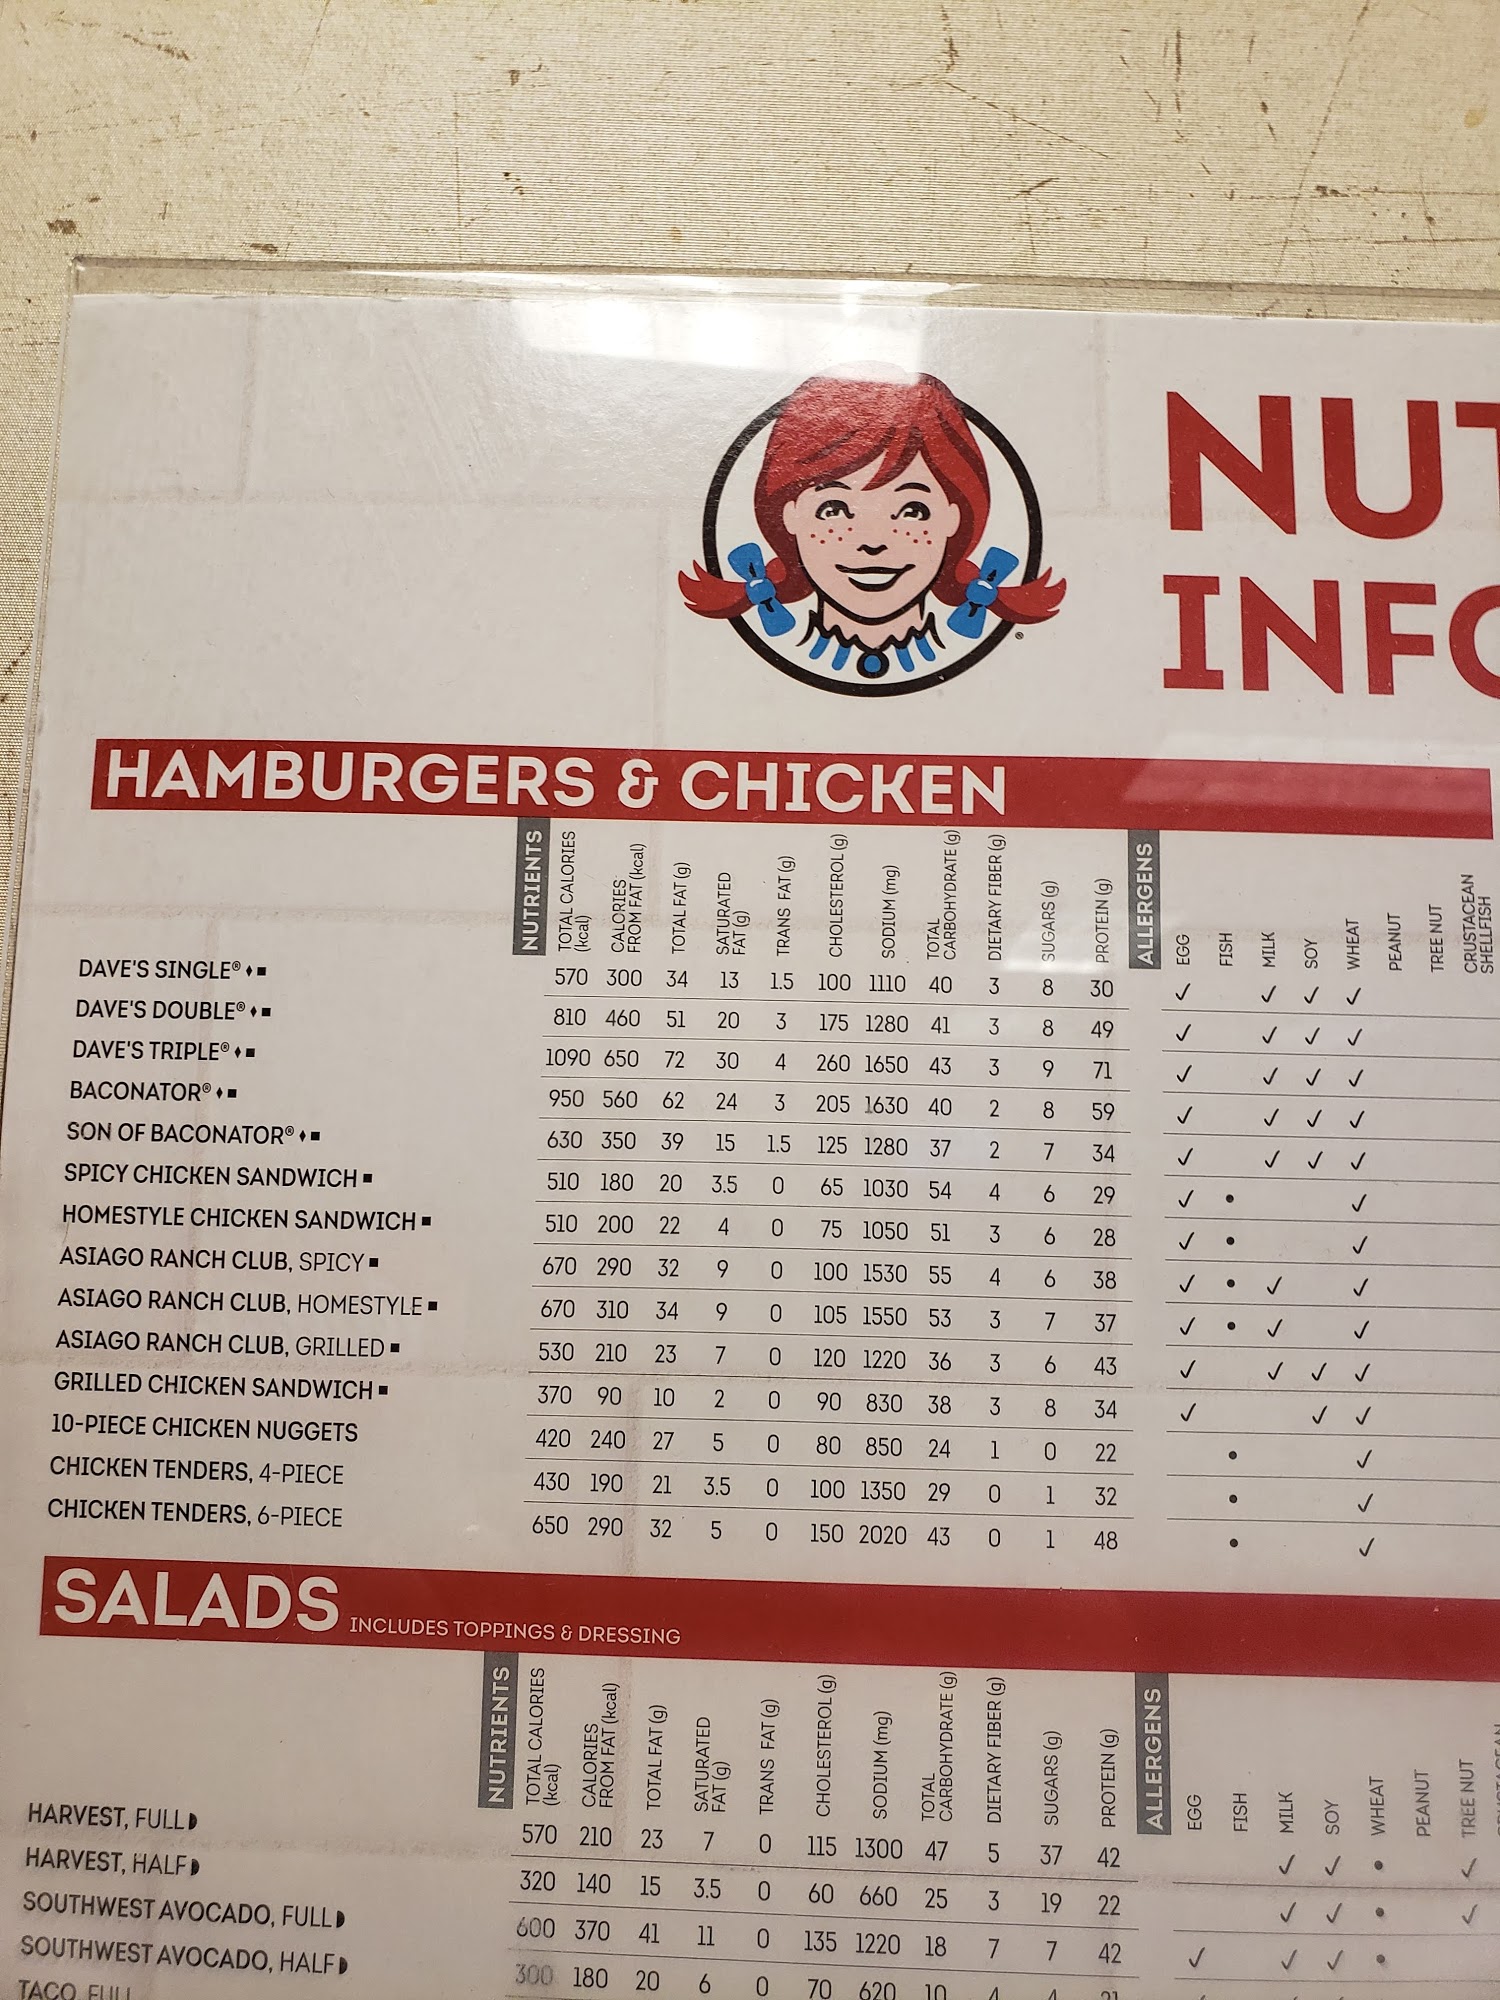 NUT
INFO
HAMBURGERS & CHICKEN
NUTRIENTS TOTAL CALORIES (kcal) CALORIES FROM FAT (kcal) TOTAL FAT (g) SATURATED FAT (g) TRANS FAT (g) CHOLESTEROL (g) SODIUM (mg) TOTAL CARBOHYDRATE (g) DIETARY FIBER (g) SUGARS (g) PROTEIN (g) ALLERGENS EGG FISH MILK SOY WHEAT PEANUT TREE NUT CRUSTACEAN SHELLFISH
DAVE'S SINGLE® ♦■ 570 300 34 13 1.5 100 1110 40 3 8 30 ✓ ✓ ✓ ✓
DAVE'S DOUBLE® ♦■ 810 460 51 20 3 175 1280 41 3 8 49 ✓ ✓ ✓ ✓
DAVE'S TRIPLE® ♦■ 1090 650 72 30 4 260 1650 43 3 9 71 ✓ ✓ ✓ ✓
BACONATOR® ♦■ 950 560 62 24 3 205 1630 40 2 8 59 ✓ ✓ ✓ ✓
SON OF BACONATOR® ♦■ 630 350 39 15 1.5 125 1280 37 2 7 34 ✓ ✓ ✓ ✓
SPICY CHICKEN SANDWICH ■ 510 180 20 3.5 0 65 1030 54 4 6 29 ✓ • ✓
HOMESTYLE CHICKEN SANDWICH ■ 510 200 22 4 0 75 1050 51 3 6 28 ✓ • ✓
ASIAGO RANCH CLUB, SPICY ■ 670 290 32 9 0 100 1530 55 4 6 38 ✓ • ✓ ✓
ASIAGO RANCH CLUB, HOMESTYLE ■ 670 310 34 9 0 105 1550 53 3 7 37 ✓ • ✓ ✓
ASIAGO RANCH CLUB, GRILLED ■ 530 210 23 7 0 120 1220 36 3 6 43 ✓ ✓ ✓ ✓
GRILLED CHICKEN SANDWICH ■ 370 90 10 2 0 90 830 38 3 8 34 ✓ ✓ ✓
10-PIECE CHICKEN NUGGETS 420 240 27 5 0 80 850 24 1 0 22 • ✓
CHICKEN TENDERS, 4-PIECE 430 190 21 3.5 0 100 1350 29 0 1 32 • ✓
CHICKEN TENDERS, 6-PIECE 650 290 32 5 0 150 2020 43 0 1 48 • ✓
SALADS INCLUDES TOPPINGS & DRESSING
NUTRIENTS TOTAL CALORIES (kcal) CALORIES FROM FAT (kcal) TOTAL FAT (g) SATURATED FAT (g) TRANS FAT (g) CHOLESTEROL (g) SODIUM (mg) TOTAL CARBOHYDRATE (g) DIETARY FIBER (g) SUGARS (g) PROTEIN (g) ALLERGENS EGG FISH MILK SOY WHEAT PEANUT TREE NUT
HARVEST, FULL ◗ 570 210 23 7 0 115 1300 47 5 37 42 ✓ ✓ • ✓
HARVEST, HALF ◗ 320 140 15 3.5 0 60 660 25 3 19 22 ✓ ✓ • ✓
SOUTHWEST AVOCADO, FULL ◗ 600 370 41 11 0 135 1220 18 7 7 42 ✓ ✓ ✓ •
SOUTHWEST AVOCADO, HALF ◗ 300 180 20 6 0 70 620 10 4 4 21
TACO, FULL